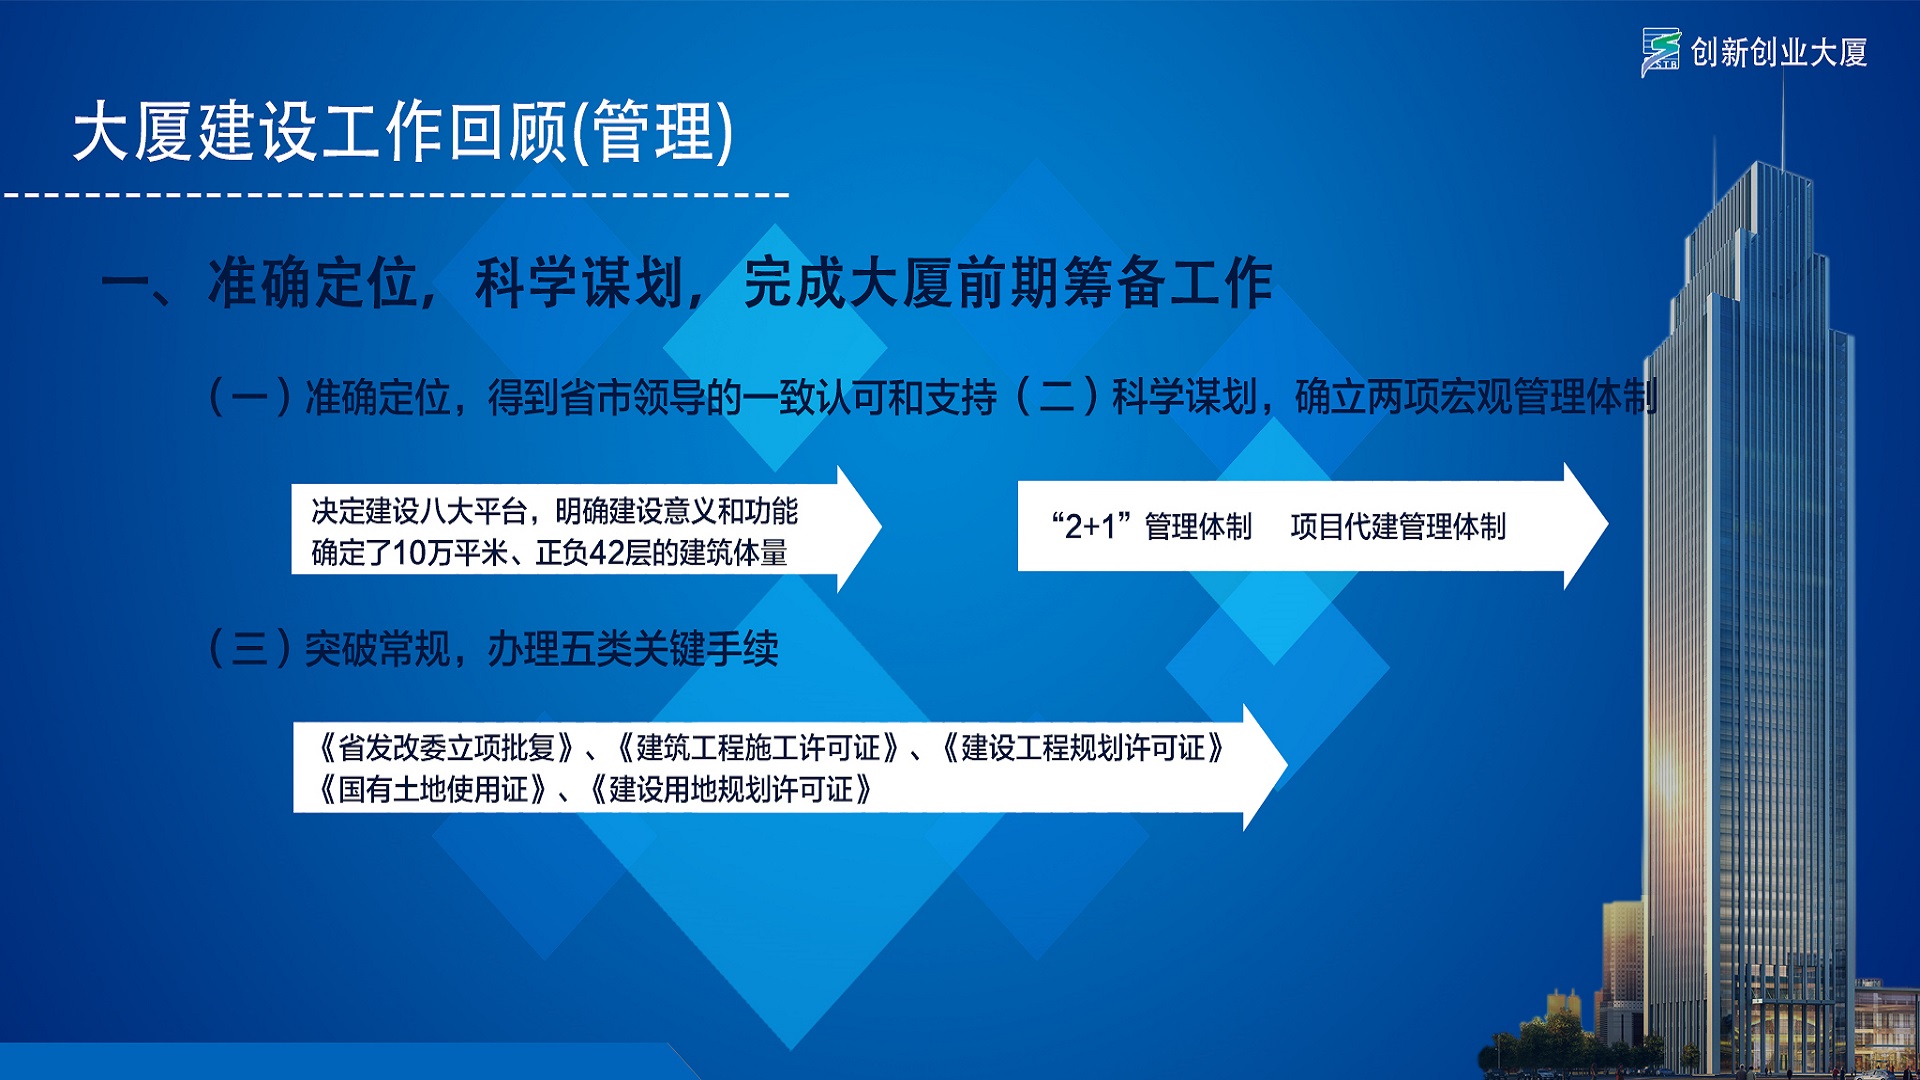 STB 创新创业大厦
大厦建设工作回顾(管理)
一、准确定位，科学谋划，完成大厦前期筹备工作
（一）准确定位，得到省市领导的一致认可和支持
（二）科学谋划，确立两项宏观管理体制
决定建设八大平台，明确建设意义和功能
确定了10万平米、正负42层的建筑体量
“2+1”管理体制 项目代建管理体制
（三）突破常规，办理五类关键手续
《省发改委立项批复》、《建筑工程施工许可证》、《建设工程规划许可证》
《国有土地使用证》、《建设用地规划许可证》